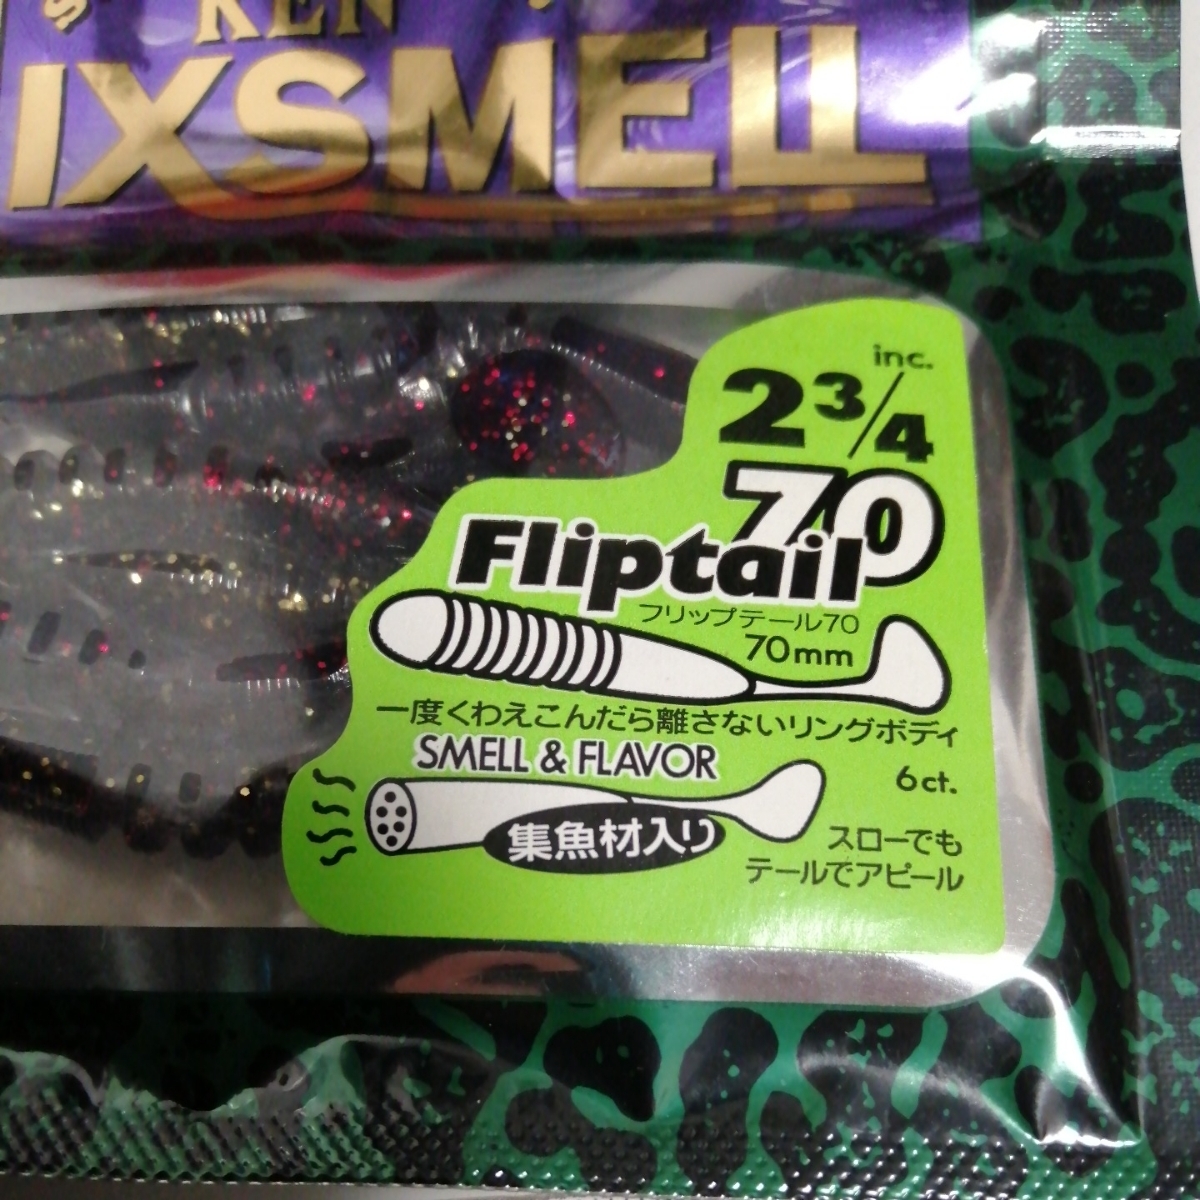 KEN
IXSMELL
inc.
2 3/4
70
Fliptail
フリップテール70
70mm
一度くわえこんだら離さないリングボディ
SMELL & FLAVOR
6ct.
集魚材入り
スローでも
テールでアピール